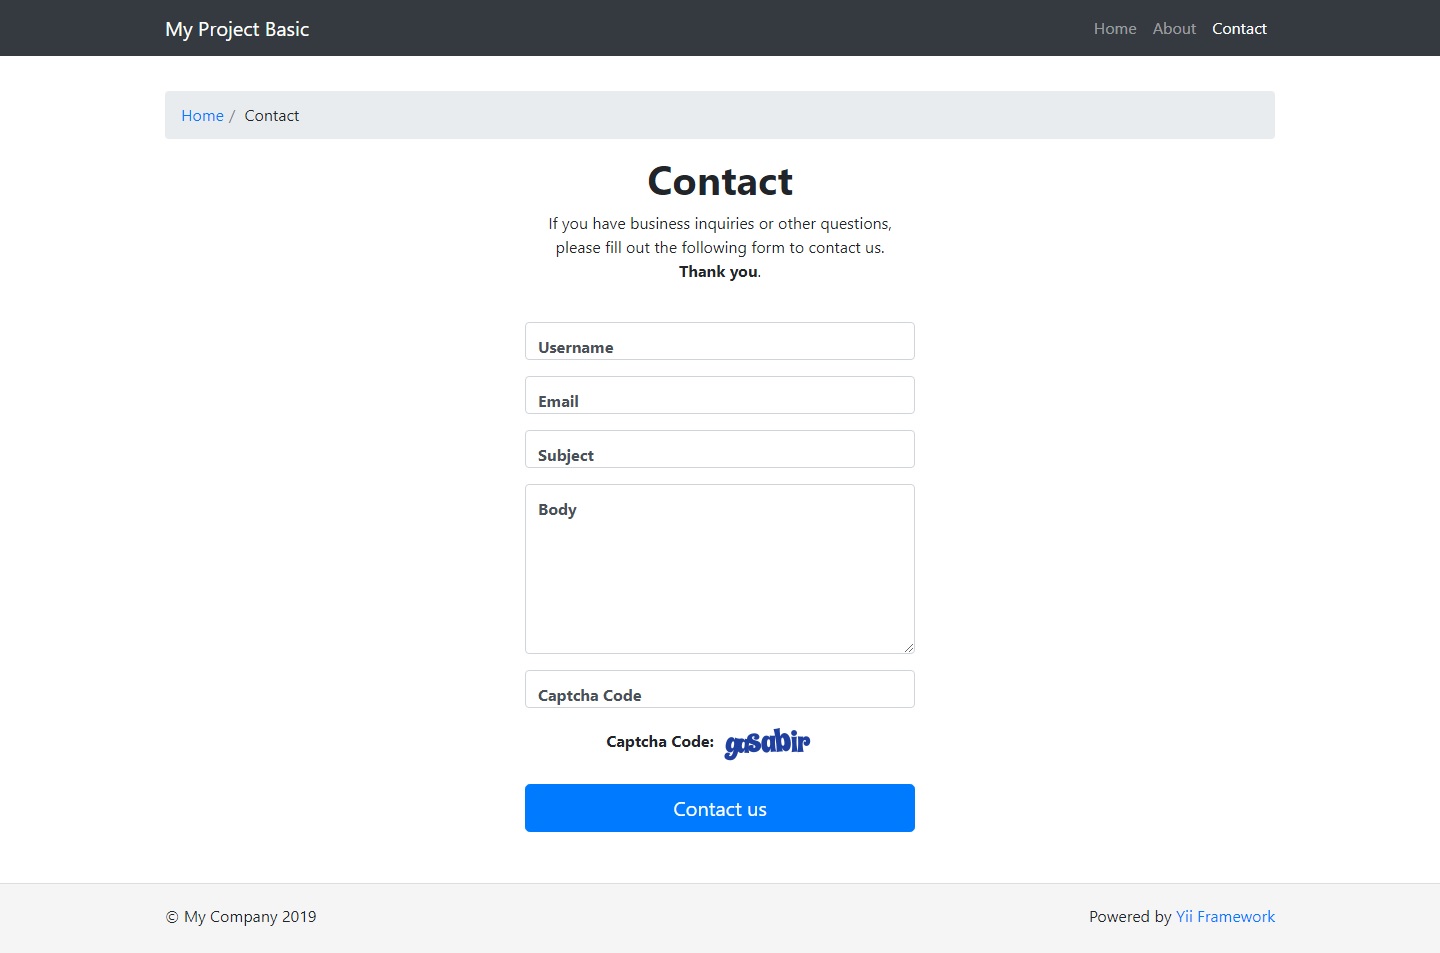 My Project Basic
Home About Contact
Home / Contact
Contact
If you have business inquiries or other questions,
please fill out the following form to contact us.
Thank you.
Username
Email
Subject
Body
Captcha Code
Captcha Code: gasabir
Contact us
© My Company 2019
Powered by Yii Framework